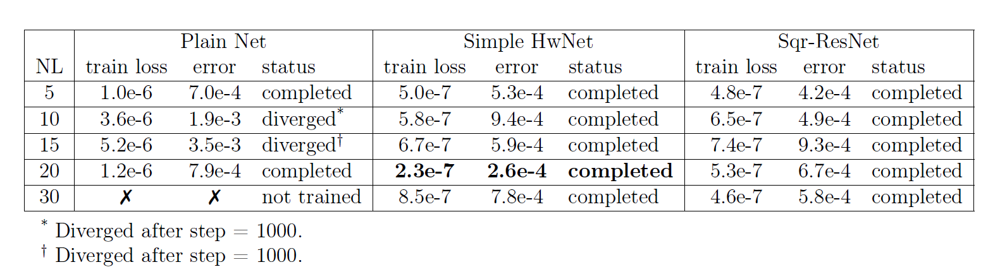 Plain Net Simple HwNet Sqr-ResNet
NL train loss error status train loss error status train loss error status
5 1.0e-6 7.0e-4 completed 5.0e-7 5.3e-4 completed 4.8e-7 4.2e-4 completed
10 3.6e-6 1.9e-3 diverged* 5.8e-7 9.4e-4 completed 6.5e-7 4.9e-4 completed
15 5.2e-6 3.5e-3 diverged† 6.7e-7 5.9e-4 completed 7.4e-7 9.3e-4 completed
20 1.2e-6 7.9e-4 completed 2.3e-7 2.6e-4 completed 5.3e-7 6.7e-4 completed
30 ✗ ✗ not trained 8.5e-7 7.8e-4 completed 4.6e-7 5.8e-4 completed
* Diverged after step = 1000.
† Diverged after step = 1000.